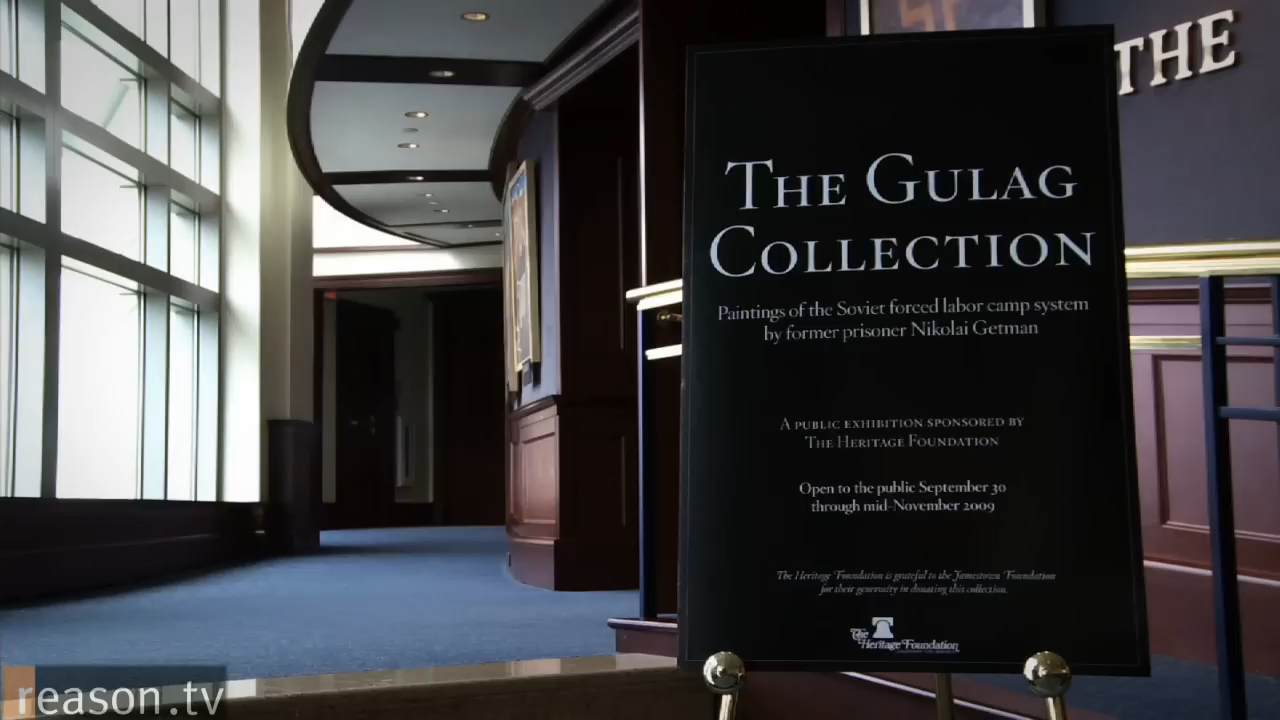 THE
THE GULAG
COLLECTION
Paintings of the Soviet forced labor camp system
by former prisoner Nikolai Getman
A PUBLIC EXHIBITION SPONSORED BY
THE HERITAGE FOUNDATION
Open to the public September 30
through mid-November 2009
The Heritage Foundation is grateful to the Jamestown Foundation
for their generosity in donating this collection.
The
Heritage Foundation
reason.tv